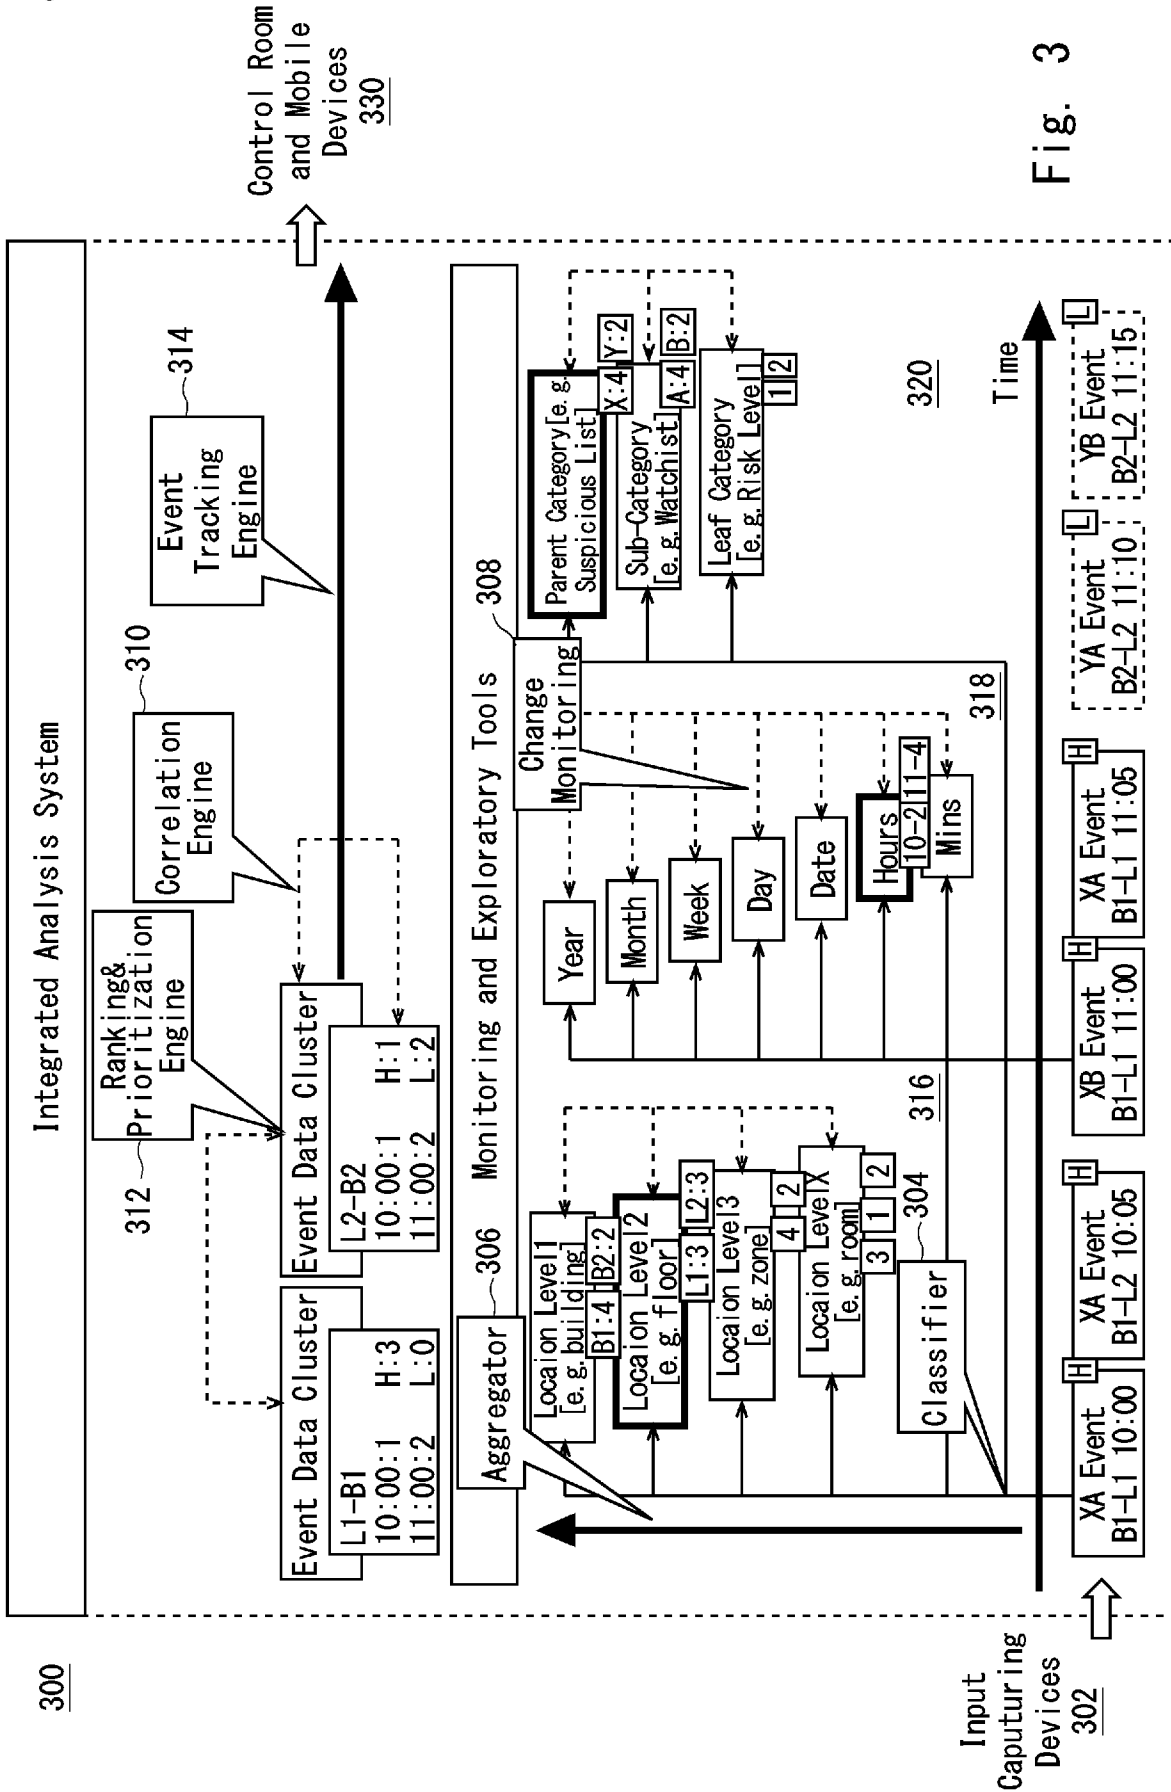 300
Integrated Analysis System
Ranking&
Prioritization
Engine
312
Correlation
Engine
310
Event
Tracking
Engine
314
Event Data Cluster
L1-B1
10:00:1 H:3
11:00:2 L:0
Event Data Cluster
L2-B2
10:00:1 H:1
11:00:2 L:2
Control Room
and Mobile
Devices
330
Monitoring and Exploratory Tools
Aggregator
306
Change
Monitoring
308
Locaion Level1
[e.g.building]
B1:4
B2:2
Locaion Level2
[e.g.floor]
L1:3
L2:3
Locaion Level3
[e.g.zone]
4
2
Locaion LevelX
[e.g.room]
3
1
2
Classifier
304
316
Year
Month
Week
Day
Date
Hours
10-2
11-4
Mins
318
Parent Category[e.g.
Suspicious List]
X:4
Y:2
Sub-Category
[e.g.Watchist]
A:4
B:2
Leaf Category
[e.g.Risk Level]
1
2
320
Time
Input
Caputuring
Devices
302
XA Event
B1-L1 10:00
H
XA Event
B1-L2 10:05
H
XB Event
B1-L1 11:00
H
XA Event
B1-L1 11:05
H
YA Event
B2-L2 11:10
L
YB Event
B2-L2 11:15
L
Fig. 3